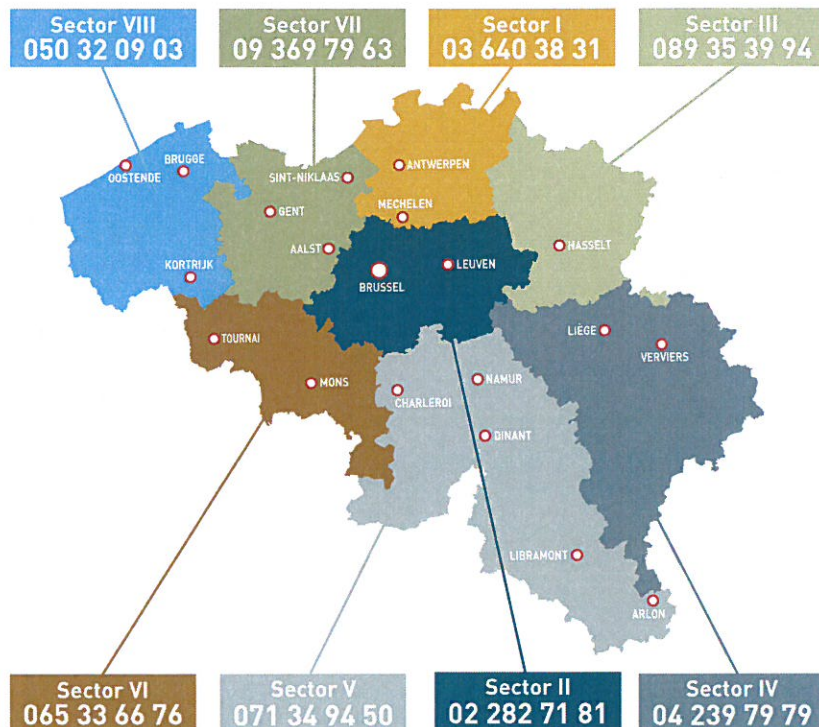 Sector VIII
050 32 09 03
Sector VII
09 369 79 63
Sector I
03 640 38 31
Sector III
089 35 39 94
BRUGGE
OOSTENDE
SINT-NIKLAAS
ANTWERPEN
GENT
MECHELEN
AALST
HASSELT
KORTRIJK
BRUSSEL
LEUVEN
TOURNAI
LIÈGE
VERVIERS
MONS
NAMUR
CHARLEROI
DINANT
LIBRAMONT
ARLON
Sector VI
065 33 66 76
Sector V
071 34 94 50
Sector II
02 282 71 81
Sector IV
04 239 79 79